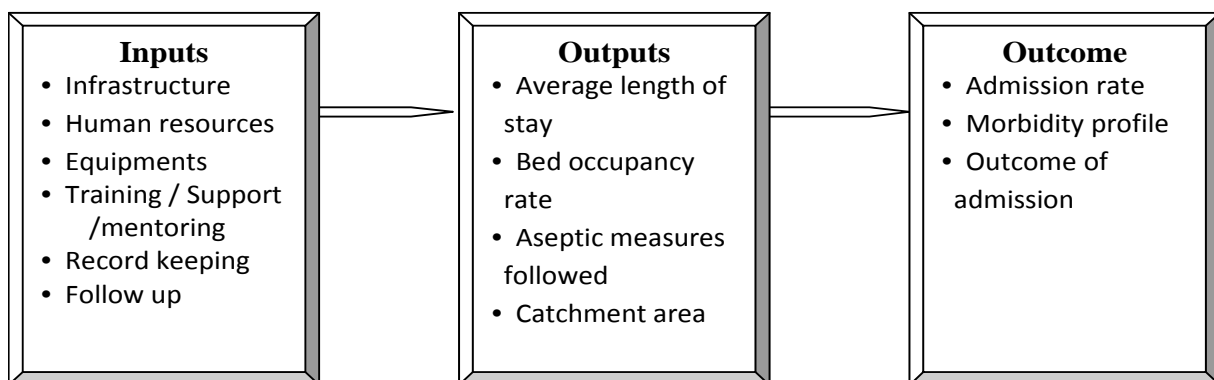 Inputs
• Infrastructure
• Human resources
• Equipments
• Training / Support
/mentoring
• Record keeping
• Follow up
Outputs
• Average length of
stay
• Bed occupancy
rate
• Aseptic measures
followed
• Catchment area
Outcome
• Admission rate
• Morbidity profile
• Outcome of
admission